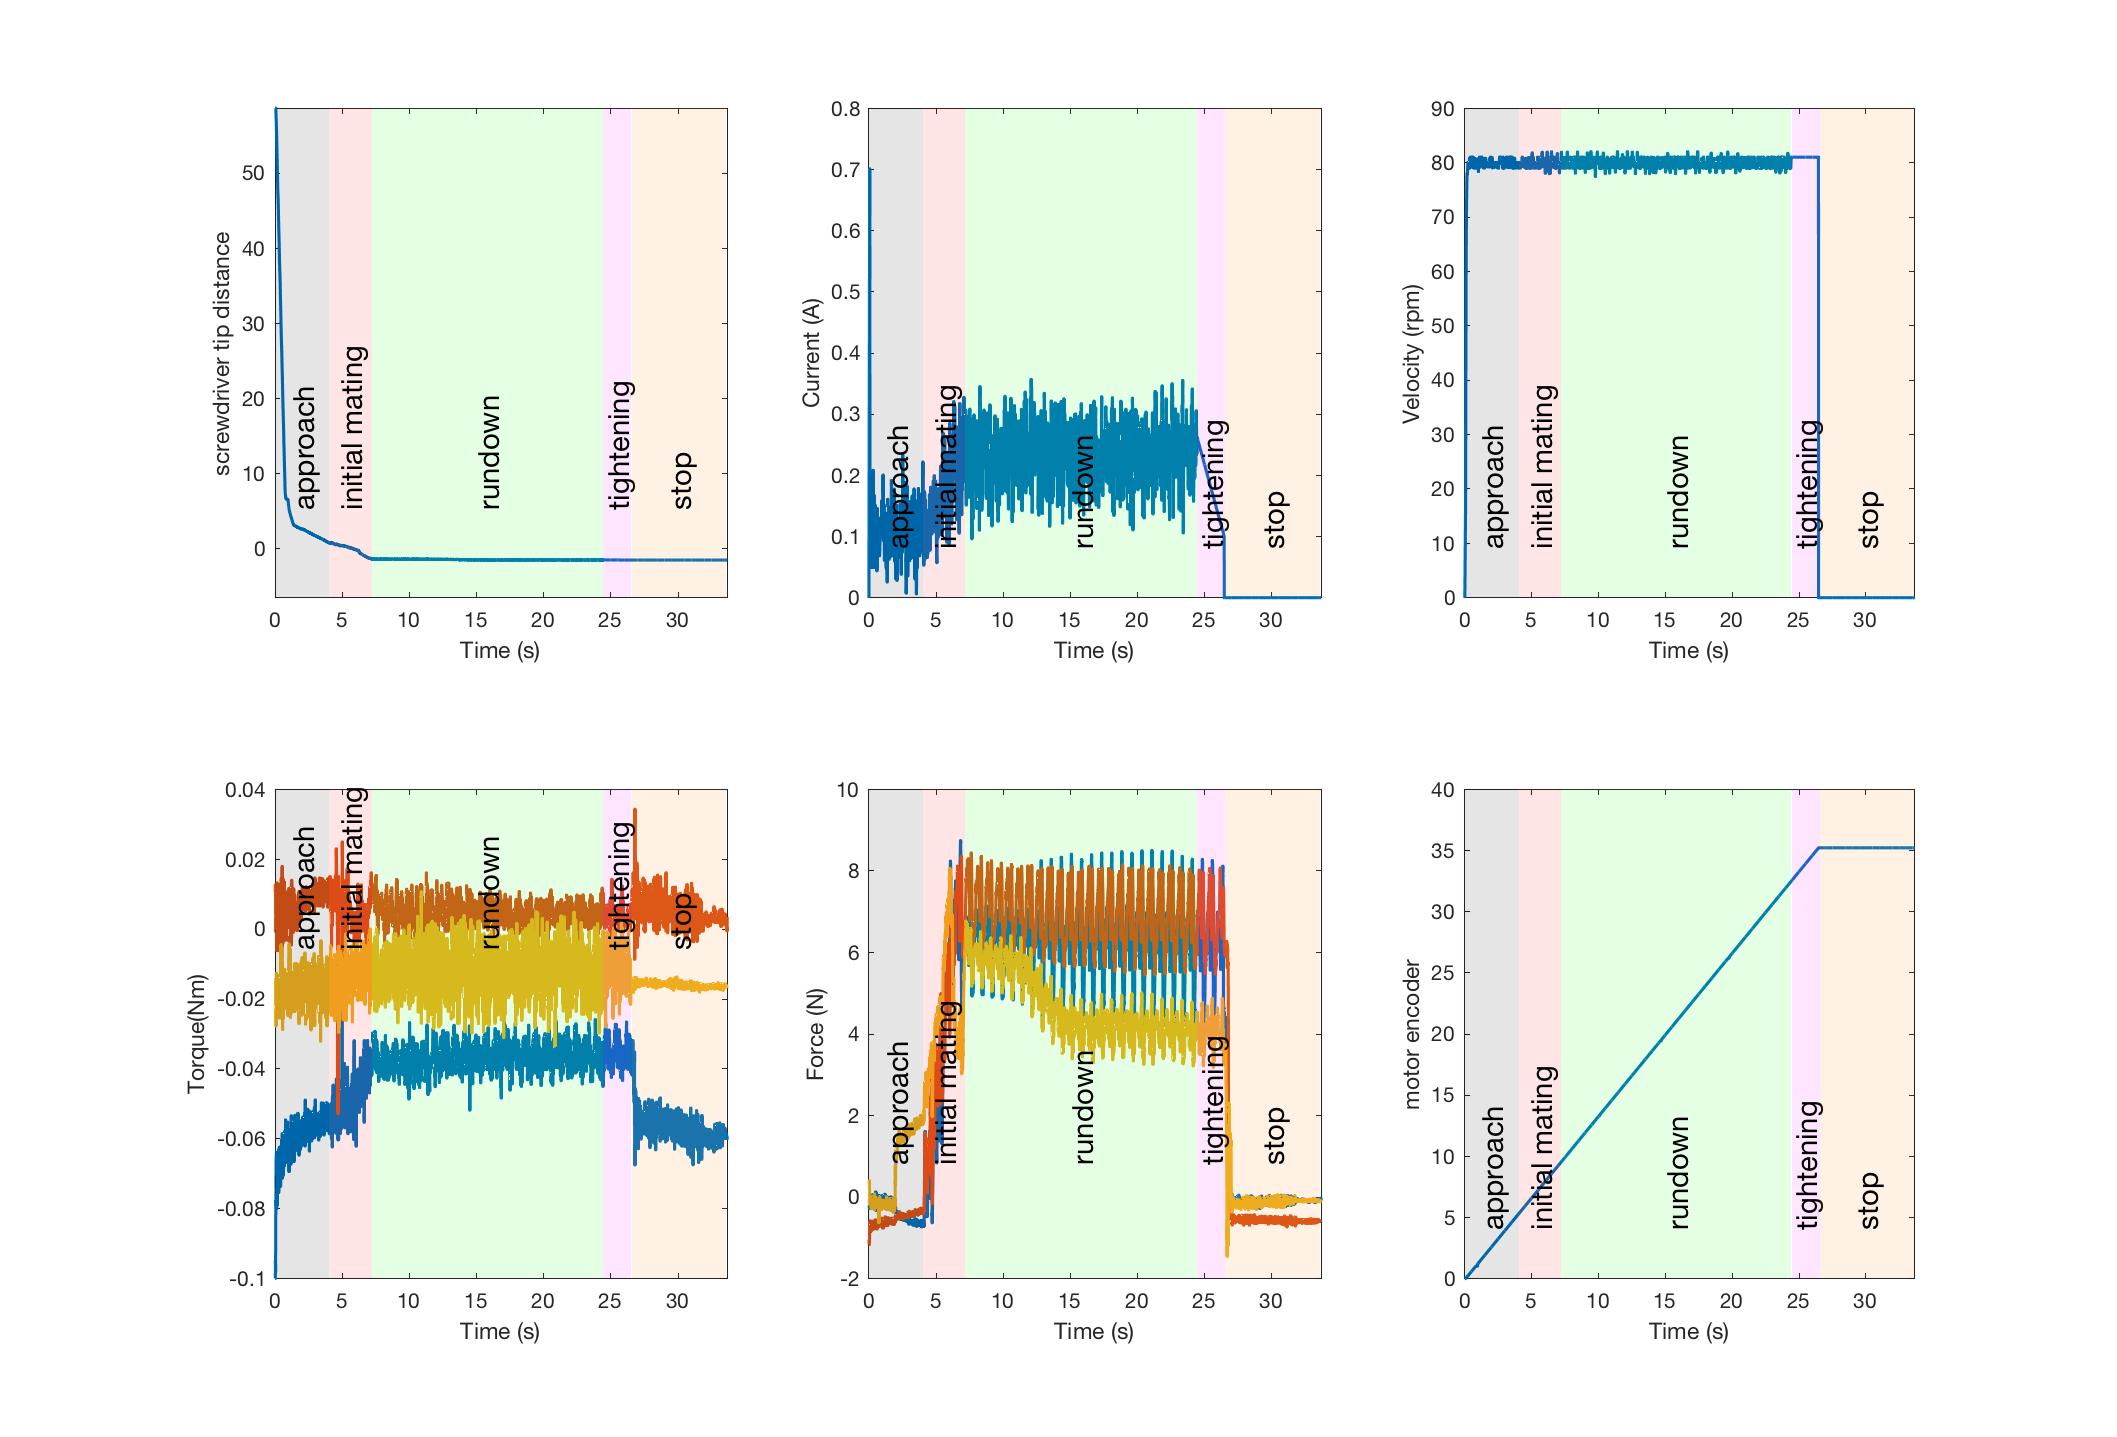 screwdriver tip distance
50
40
30
20
10
0
approach
initial mating
rundown
tightening
stop
0 5 10 15 20 25 30
Time (s)
Current (A)
0.8
0.7
0.6
0.5
0.4
0.3
0.2
0.1
0
approach
initial mating
rundown
tightening
stop
0 5 10 15 20 25 30
Time (s)
Velocity (rpm)
90
80
70
60
50
40
30
20
10
0
approach
initial mating
rundown
tightening
stop
0 5 10 15 20 25 30
Time (s)
Torque(Nm)
0.04
0.02
0
-0.02
-0.04
-0.06
-0.08
-0.1
approach
initial mating
rundown
tightening
stop
0 5 10 15 20 25 30
Time (s)
Force (N)
10
8
6
4
2
0
-2
approach
initial mating
rundown
tightening
stop
0 5 10 15 20 25 30
Time (s)
motor encoder
40
35
30
25
20
15
10
5
0
approach
initial mating
rundown
tightening
stop
0 5 10 15 20 25 30
Time (s)